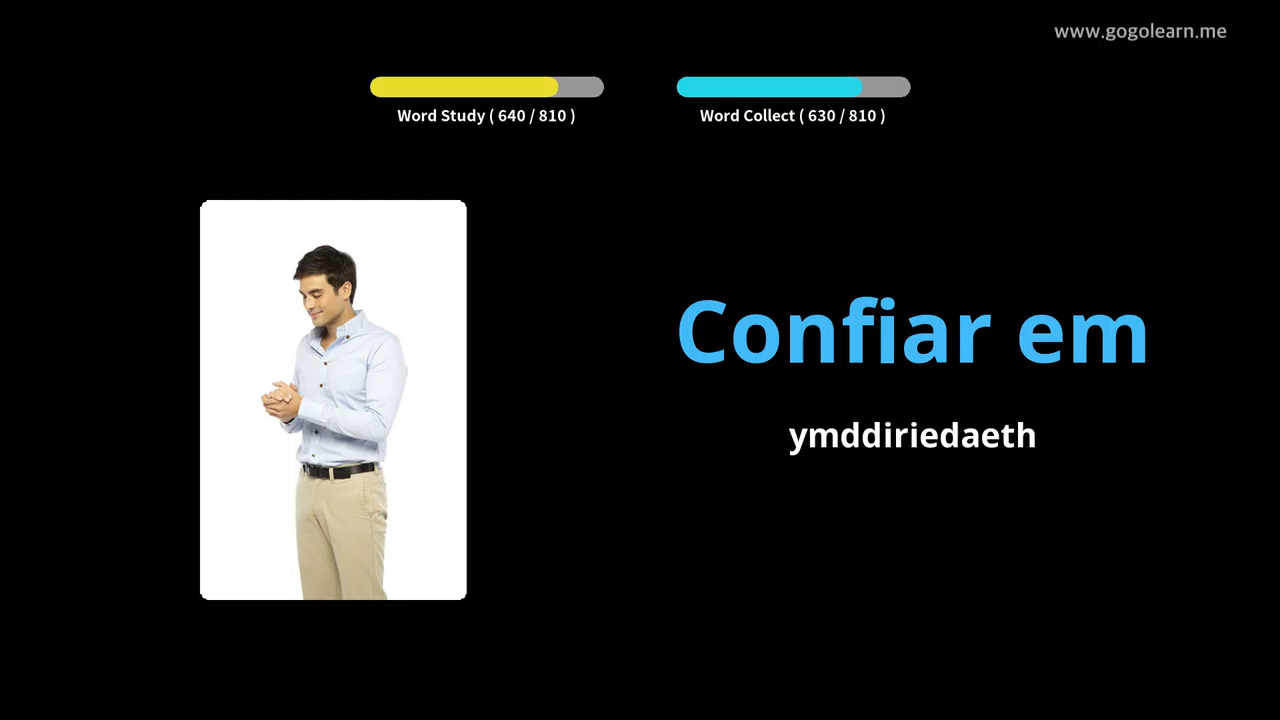 www.gogolearn.me
Word Study ( 640 / 810 )
Word Collect ( 630 / 810 )
Confiar em
ymddiriedaeth